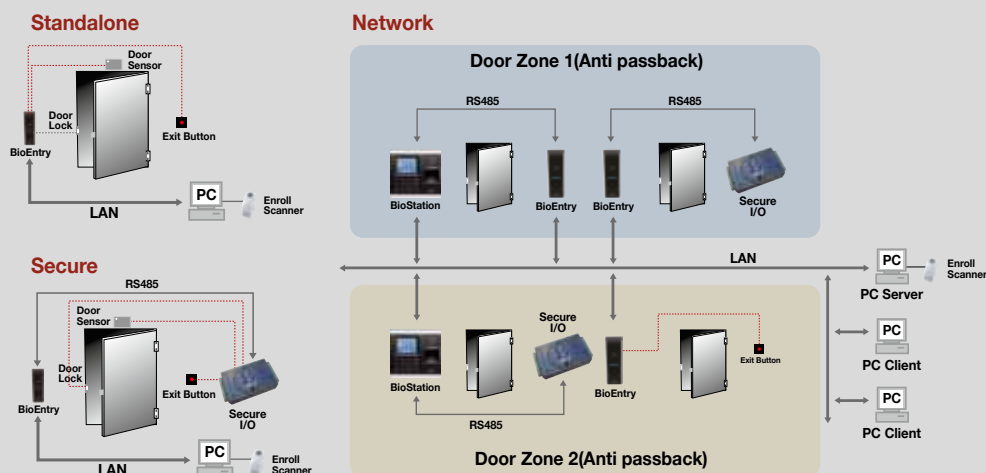 Standalone
Door
Sensor
Door
Lock
Exit Button
BioEntry
LAN
PC
Enroll
Scanner
Secure
RS485
Door
Sensor
Door
Lock
Exit Button
BioEntry
Secure
I/O
LAN
PC
Enroll
Scanner
Network
Door Zone 1(Anti passback)
RS485
RS485
BioStation
BioEntry
BioEntry
Secure
I/O
LAN
PC
Enroll
Scanner
PC Server
Secure
I/O
BioStation
BioEntry
Exit Button
RS485
Door Zone 2(Anti passback)
PC
PC Client
PC
PC Client